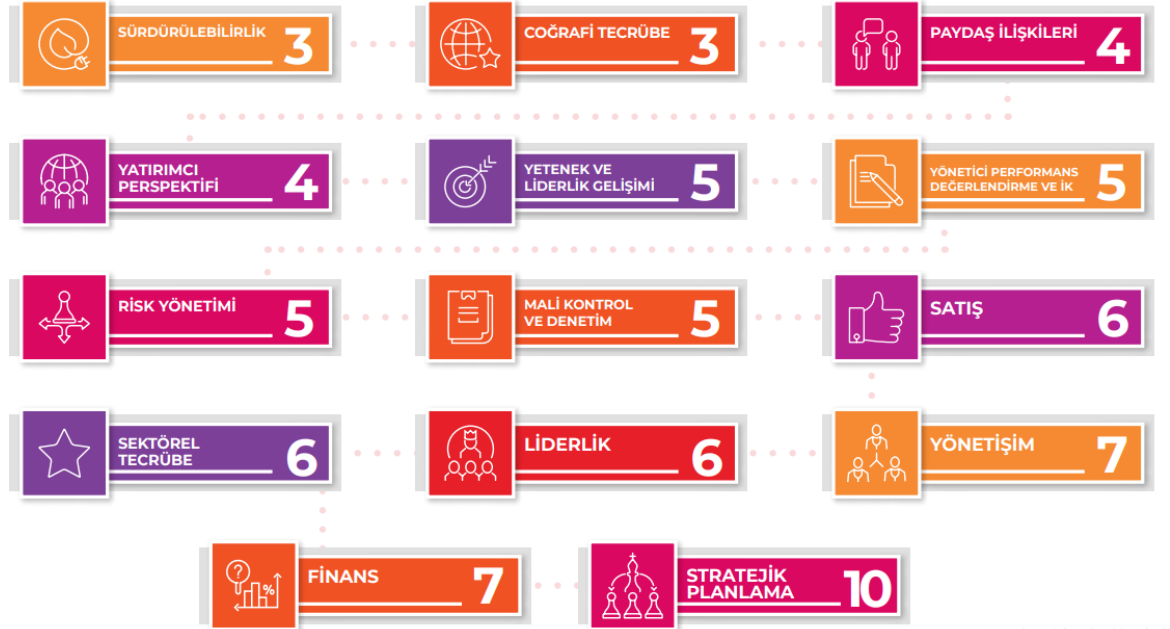 SÜRDÜRÜLEBİLİRLİK
3
COĞRAFİ TECRÜBE
3
PAYDAŞ İLİŞKİLERİ
4
YATIRIMCI
PERSPEKTİFİ
4
YETENEK VE
LİDERLİK GELİŞİMİ
5
YÖNETİCİ PERFORMANS
DEĞERLENDİRME VE İK
5
RİSK YÖNETİMİ
5
MALİ KONTROL
VE DENETİM
5
SATIŞ
6
SEKTÖREL
TECRÜBE
6
LİDERLİK
6
YÖNETİŞİM
7
?
%
FİNANS
7
STRATEJİK
PLANLAMA
10